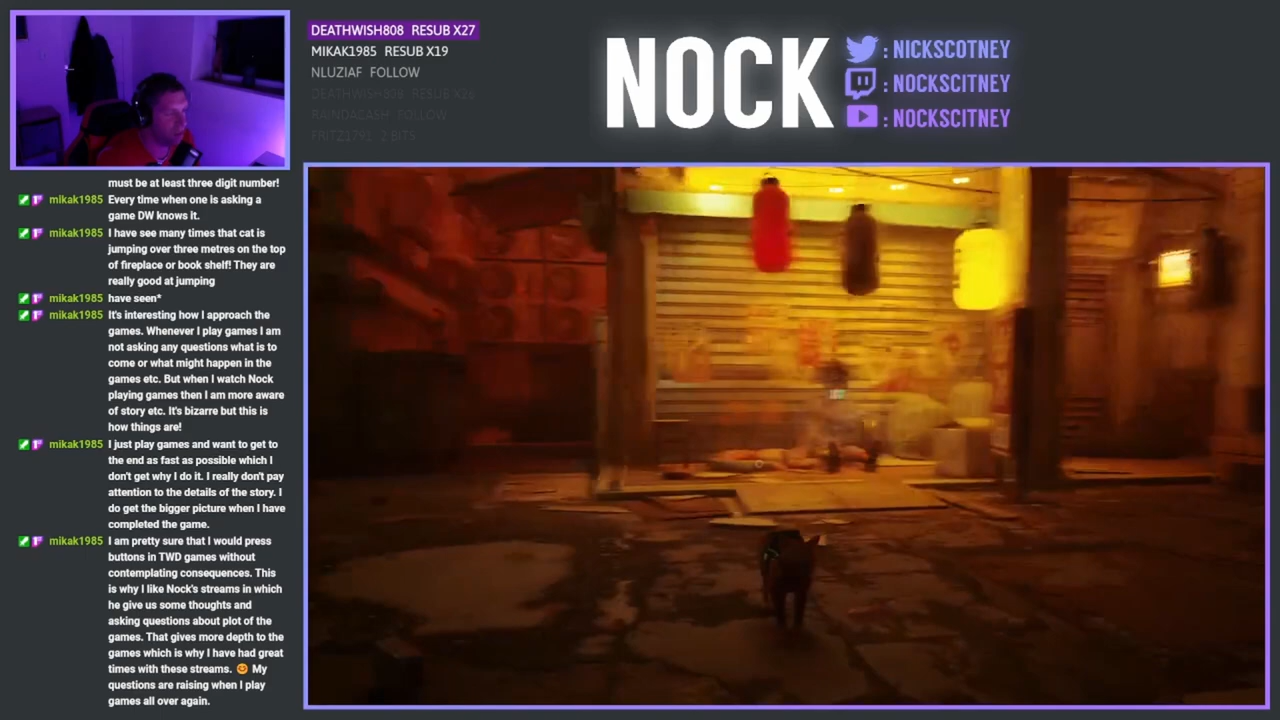 DEATHWISH808 RESUB X27
MIKAK1985 RESUB X19
NLUZIAF FOLLOW
DEATHWISH808 RESUB X26
RAINDACASH FOLLOW
FRITZ1791 2 BITS
NOCK
: NICKSCOTNEY
: NOCKSCITNEY
: NOCKSCITNEY
must be at least three digit number!
mikak1985 Every time when one is asking a
game DW knows it.
mikak1985 I have see many times that cat is
jumping over three metres on the top
of fireplace or book shelf! They are
really good at jumping
mikak1985 have seen*
mikak1985 It's interesting how I approach the
games. Whenever I play games I am
not asking any questions what is to
come or what might happen in the
games etc. But when I watch Nock
playing games then I am more aware
of story etc. It's bizarre but this is
how things are!
mikak1985 I just play games and want to get to
the end as fast as possible which I
don't get why I do it. I really don't pay
attention to the details of the story. I
do get the bigger picture when I have
completed the game.
mikak1985 I am pretty sure that I would press
buttons in TWD games without
contemplating consequences. This
is why I like Nock's streams in which
he give us some thoughts and
asking questions about plot of the
games. That gives more depth to the
games which is why I have had great
times with these streams. 😊 My
questions are raising when I play
games all over again.